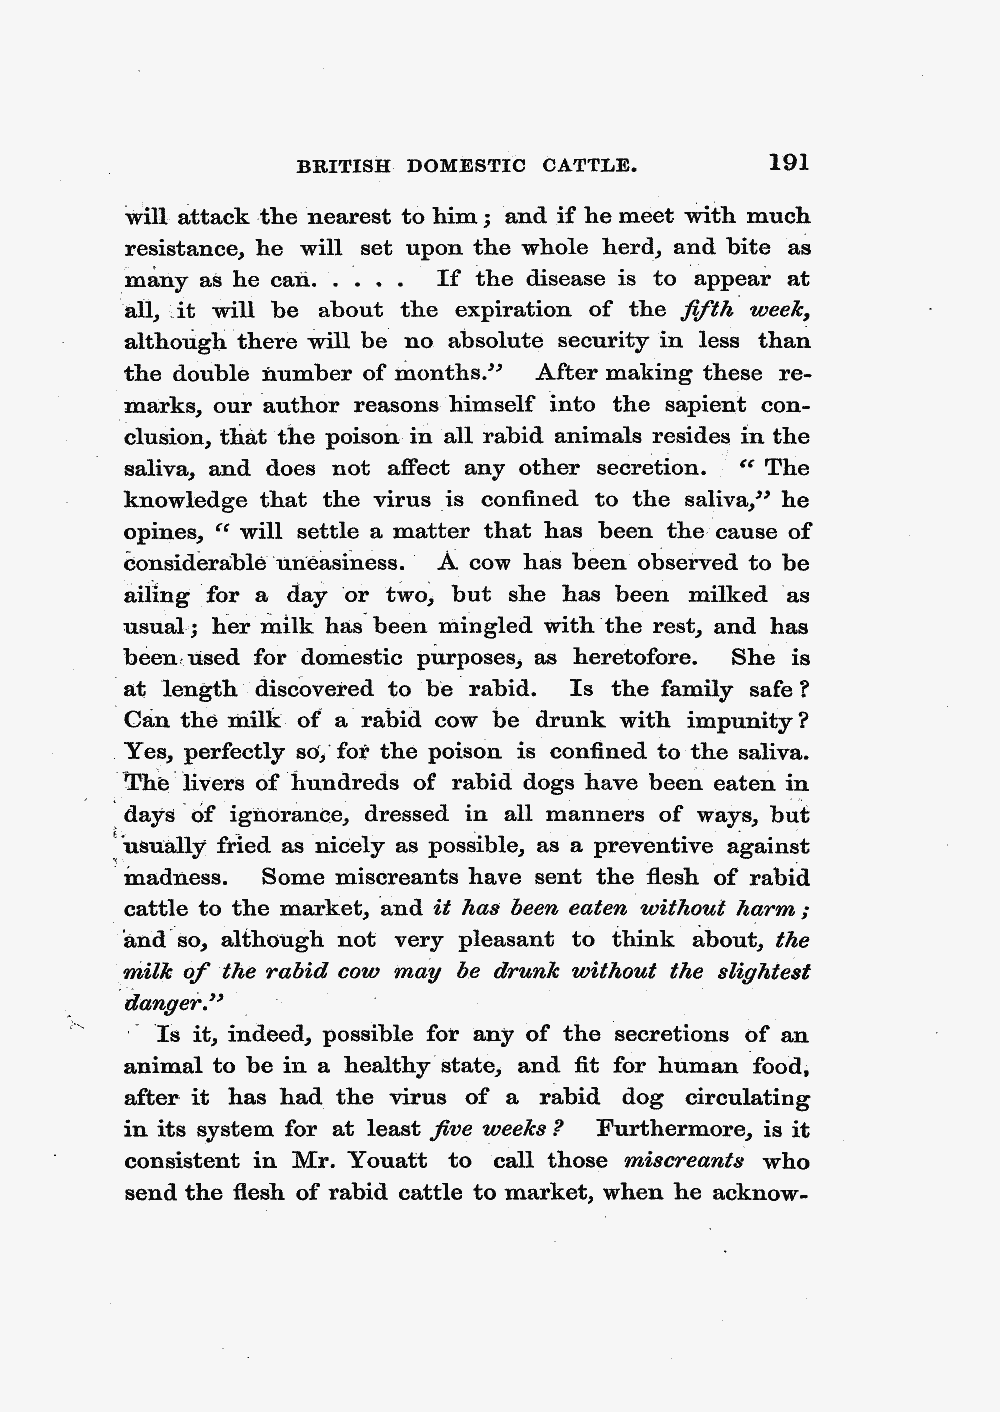 BRITISH DOMESTIC CATTLE. 191
will attack the nearest to him; and if he meet with much
resistance, he will set upon the whole herd, and bite as
many as he can. . . . . If the disease is to appear at
all, it will be about the expiration of the fifth week,
although there will be no absolute security in less than
the double number of months.” After making these re-
marks, our author reasons himself into the sapient con-
clusion, that the poison in all rabid animals resides in the
saliva, and does not affect any other secretion. “ The
knowledge that the virus is confined to the saliva,” he
opines, “ will settle a matter that has been the cause of
considerable uneasiness. A cow has been observed to be
ailing for a day or two, but she has been milked as
usual; her milk has been mingled with the rest, and has
been used for domestic purposes, as heretofore. She is
at length discovered to be rabid. Is the family safe?
Can the milk of a rabid cow be drunk with impunity?
Yes, perfectly so, for the poison is confined to the saliva.
The livers of hundreds of rabid dogs have been eaten in
days of ignorance, dressed in all manners of ways, but
usually fried as nicely as possible, as a preventive against
madness. Some miscreants have sent the flesh of rabid
cattle to the market, and it has been eaten without harm;
and so, although not very pleasant to think about, the
milk of the rabid cow may be drunk without the slightest
danger.”
Is it, indeed, possible for any of the secretions of an
animal to be in a healthy state, and fit for human food,
after it has had the virus of a rabid dog circulating
in its system for at least five weeks? Furthermore, is it
consistent in Mr. Youatt to call those miscreants who
send the flesh of rabid cattle to market, when he acknow-